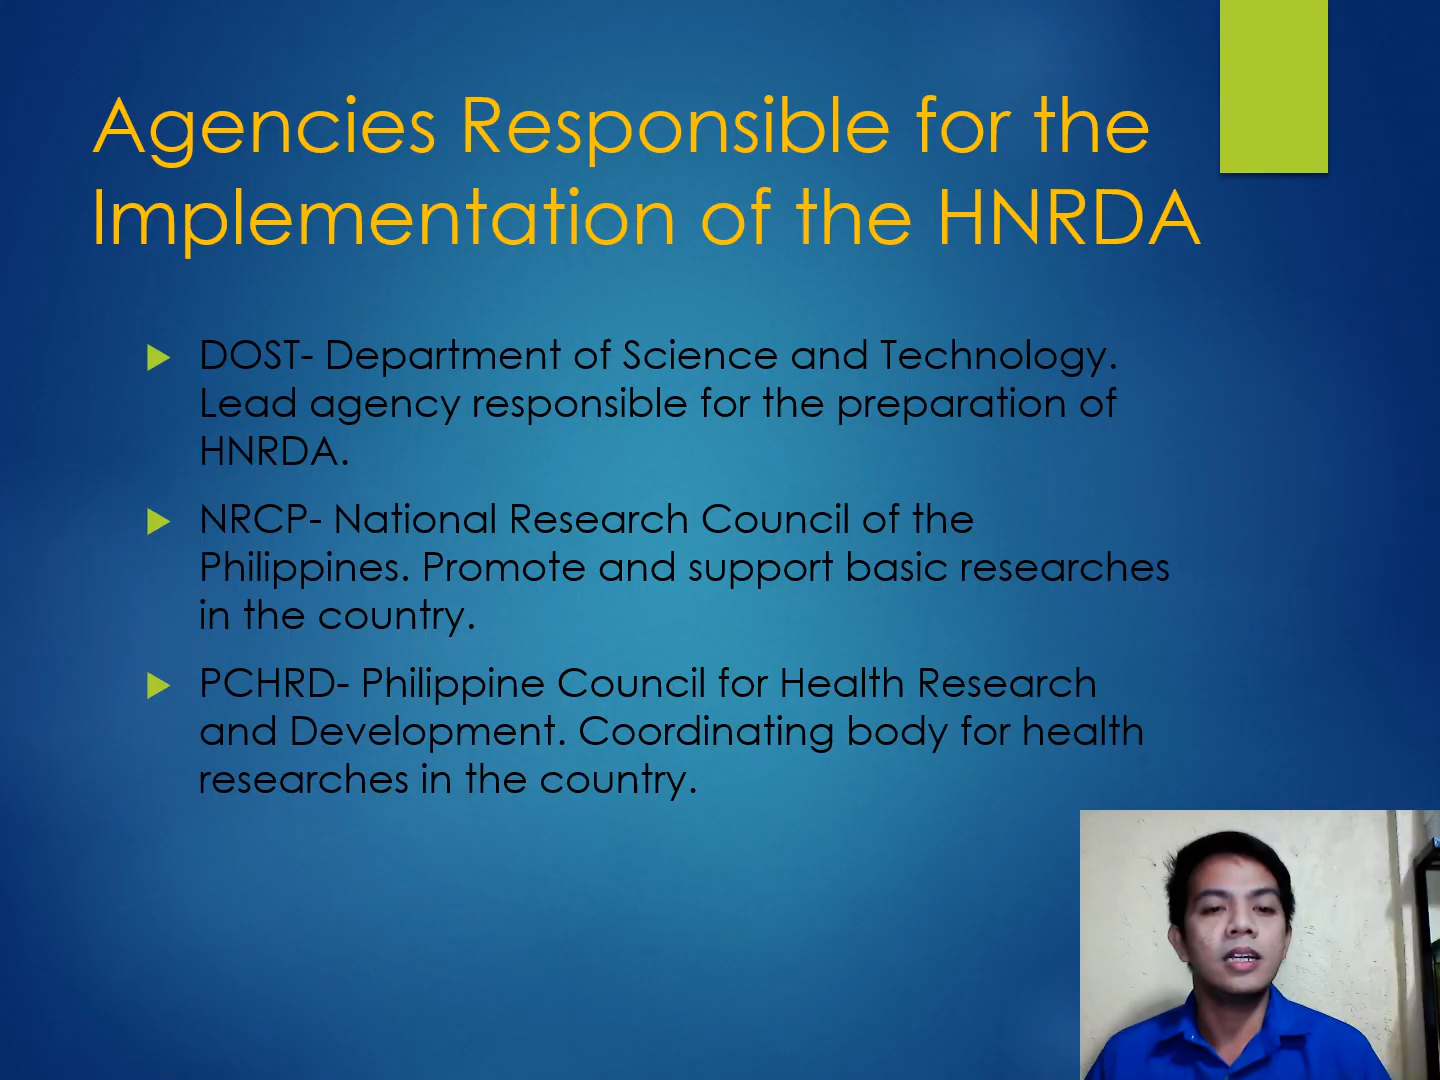 Agencies Responsible for the
Implementation of the HNRDA
DOST- Department of Science and Technology.
Lead agency responsible for the preparation of
HNRDA.
NRCP- National Research Council of the
Philippines. Promote and support basic researches
in the country.
PCHRD- Philippine Council for Health Research
and Development. Coordinating body for health
researches in the country.